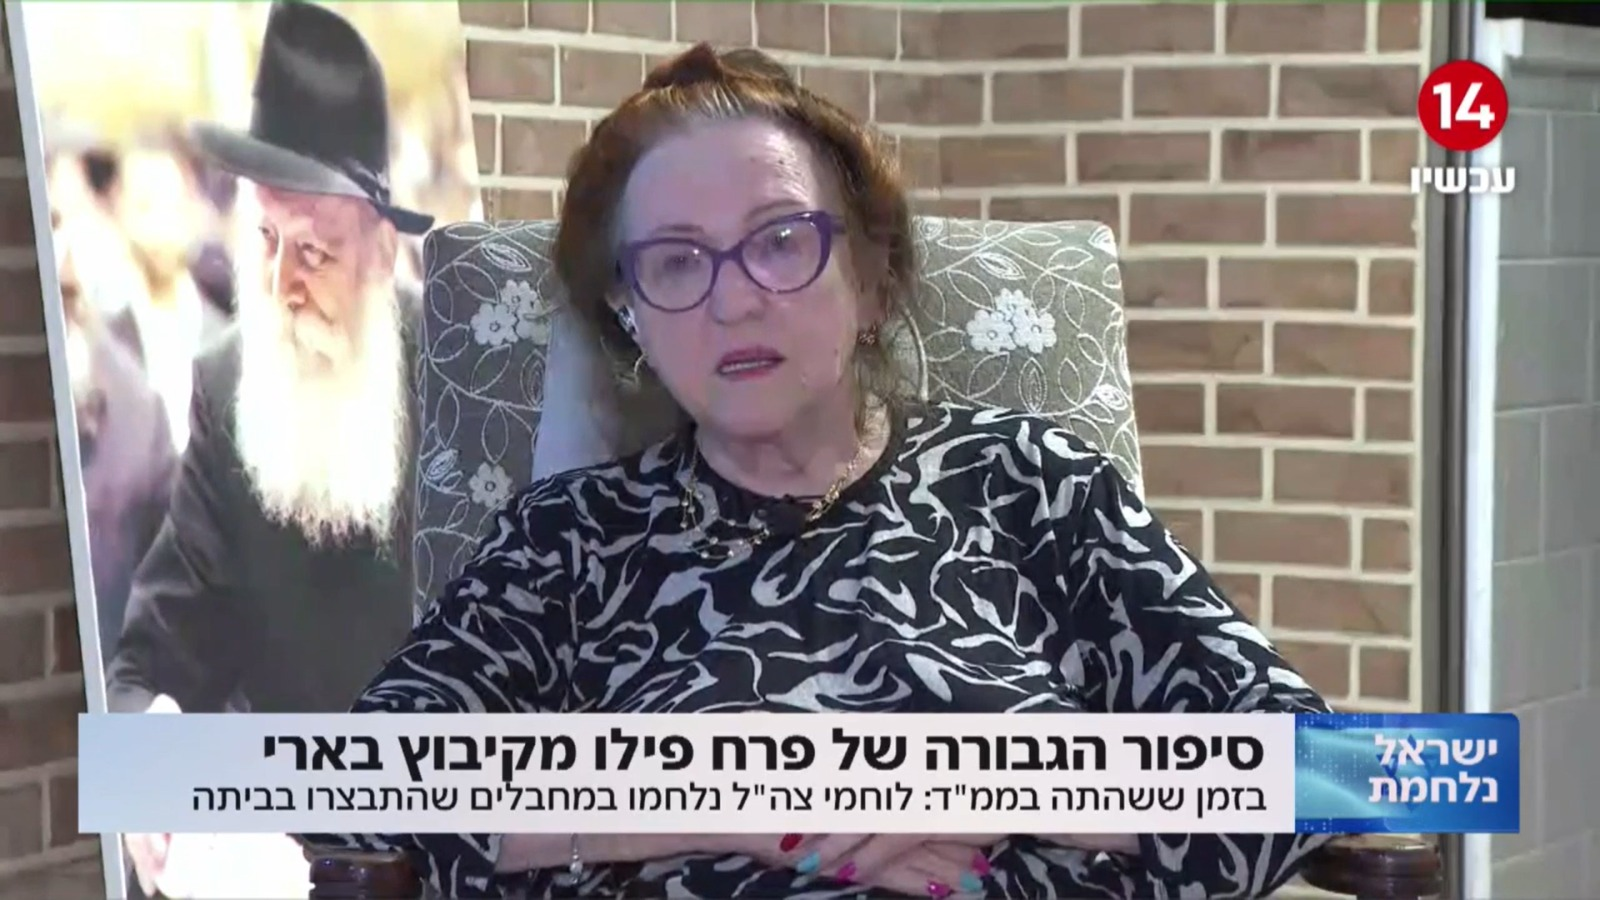 14
עכשיו
סיפור הגבורה של פרח פילו מקיבוץ בארי
בזמן ששהתה בממ"ד: לוחמי צה"ל נלחמו במחבלים שהתבצרו בביתה
ישראל
נלחמת